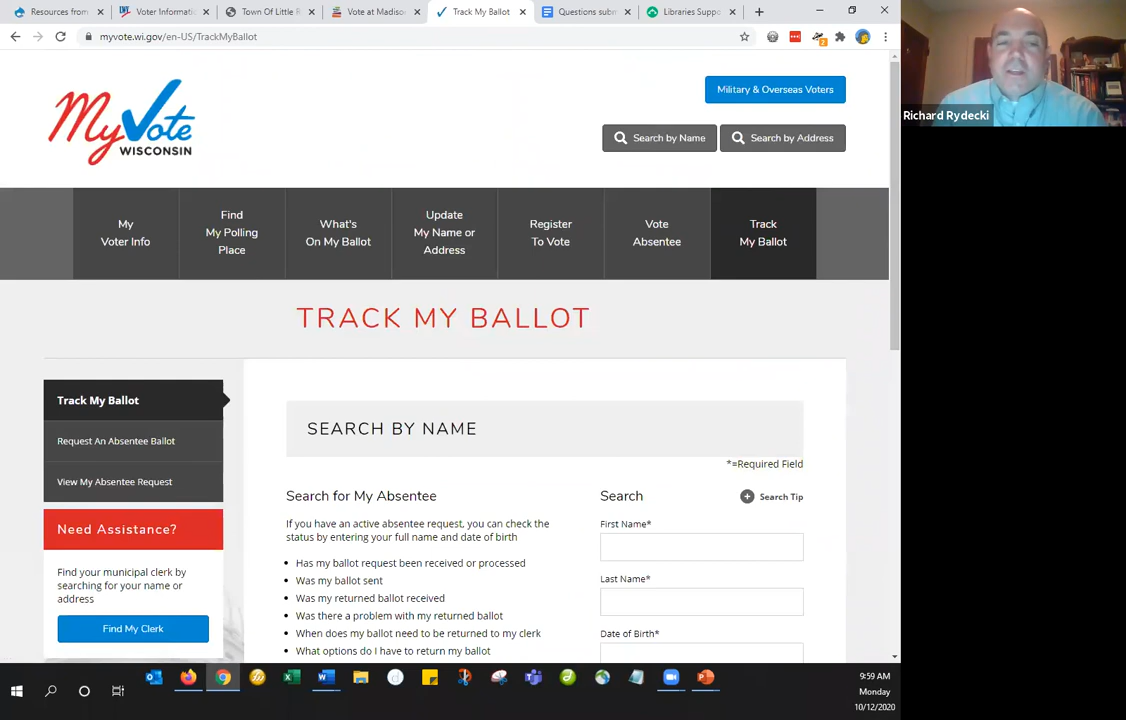 Resources from
Voter Informati
Town Of Little R
Vote at Madiso
Track My Ballot
Questions subm
Libraries Suppo
myvote.wi.gov/en-US/TrackMyBallot
2
MyVote
WISCONSIN
Military & Overseas Voters
Search by Name
Search by Address
Richard Rydecki
My
Voter Info
Find
My Polling
Place
What's
On My Ballot
Update
My Name or
Address
Register
To Vote
Vote
Absentee
Track
My Ballot
TRACK MY BALLOT
Track My Ballot
Request An Absentee Ballot
View My Absentee Request
Need Assistance?
Find your municipal clerk by
searching for your name or
address
Find My Clerk
SEARCH BY NAME
*=Required Field
Search for My Absentee
If you have an active absentee request, you can check the
status by entering your full name and date of birth
• Has my ballot request been received or processed
• Was my ballot sent
• Was my returned ballot received
• Was there a problem with my returned ballot
• When does my ballot need to be returned to my clerk
• What options do I have to return my ballot
Search
Search Tip
First Name*
Last Name*
Date of Birth*
9:59 AM
Monday
10/12/2020